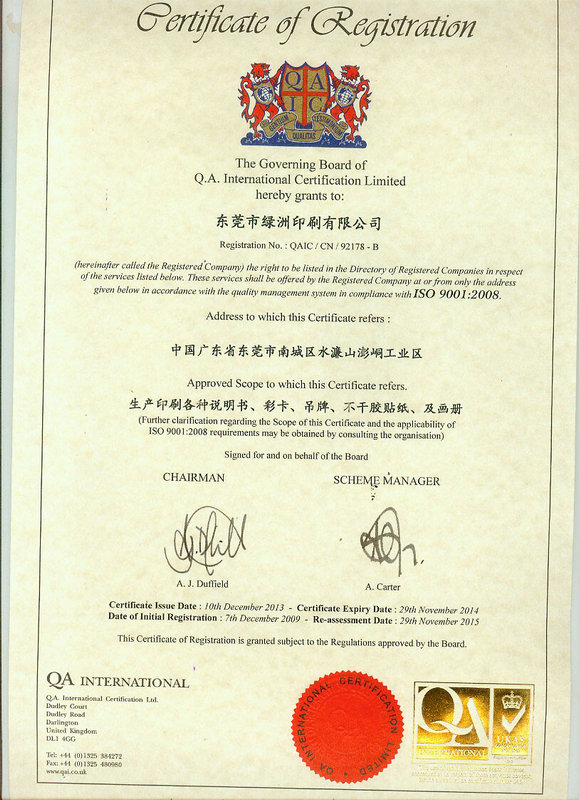 Certificate of Registration
Q A
I C
GENTIUM
TESTIMONIUM
QUALITAS
The Governing Board of
Q.A. International Certification Limited
hereby grants to:
东莞市绿洲印刷有限公司
Registration No. : QAIC / CN / 92178 - B
(hereinafter called the Registered Company) the right to be listed in the Directory of Registered Companies in respect
of the services listed below. These services shall be offered by the Registered Company at or from only the address
given below in accordance with the quality management system in compliance with ISO 9001:2008.
Address to which this Certificate refers :
中国广东省东莞市南城区水濂山澎峒工业区
Approved Scope to which this Certificate refers.
生产印刷各种说明书、彩卡、吊牌、不干胶贴纸、及画册
(Further clarification regarding the Scope of this Certificate and the applicability of
ISO 9001:2008 requirements may be obtained by consulting the organisation)
Signed for and on behalf of the Board
CHAIRMAN
SCHEME MANAGER
A. J. Duffield
A. Carter
Certificate Issue Date : 10th December 2013 - Certificate Expiry Date : 29th November 2014
Date of Initial Registration : 7th December 2009 - Re-assessment Date : 29th November 2015
This Certificate of Registration is granted subject to the Regulations approved by the Board.
QA INTERNATIONAL
Q.A. International Certification Ltd.
Dudley Court
Dudley Road
Darlington
United Kingdom
DL1 4GG
Tel: +44 (0)1325 384272
Fax: +44 (0)1325 480980
www.qai.co.uk
QA INTERNATIONAL CERTIFICATION LIMITED
QA
INTERNATIONAL
UKAS